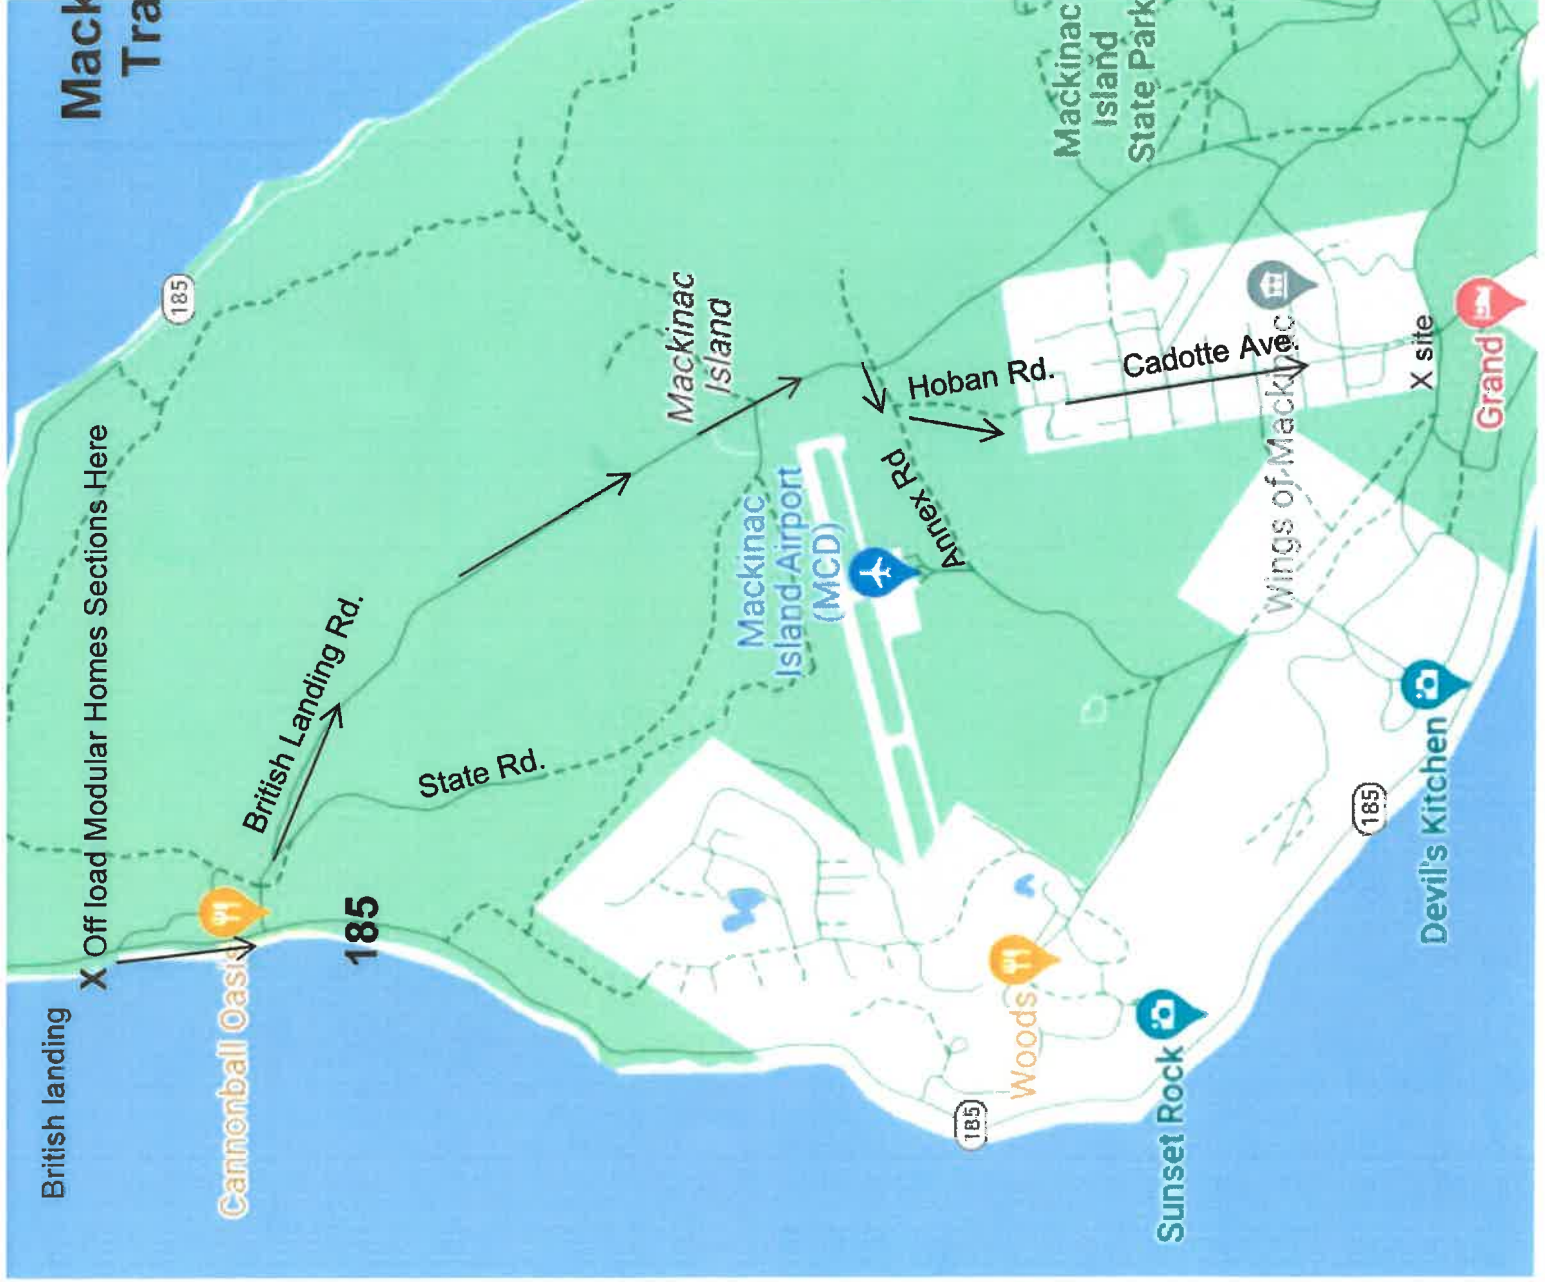 Mack
Tra
British landing
X Off load Modular Homes Sections Here
185
Cannonball Oasis
British Landing Rd.
185
State Rd.
Mackinac
Island
Mackinac
Island Airport
(MCD)
Annex Rd
Hoban Rd.
Cadotte Ave.
Mackinac
Island
State Park
Wings of Mackinac
X site
Grand
Woods
185
Sunset Rock
185
Devil's Kitchen